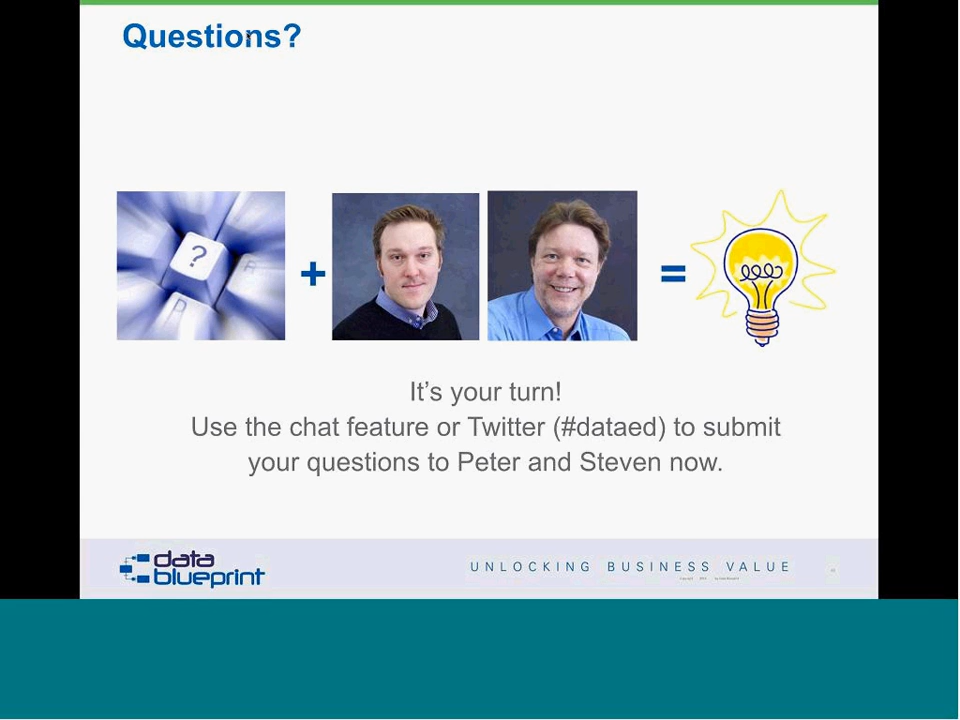 Questions?
?
R
D
+
=
It's your turn!
Use the chat feature or Twitter (#dataed) to submit
your questions to Peter and Steven now.
data
blueprint
UNLOCKING BUSINESS VALUE